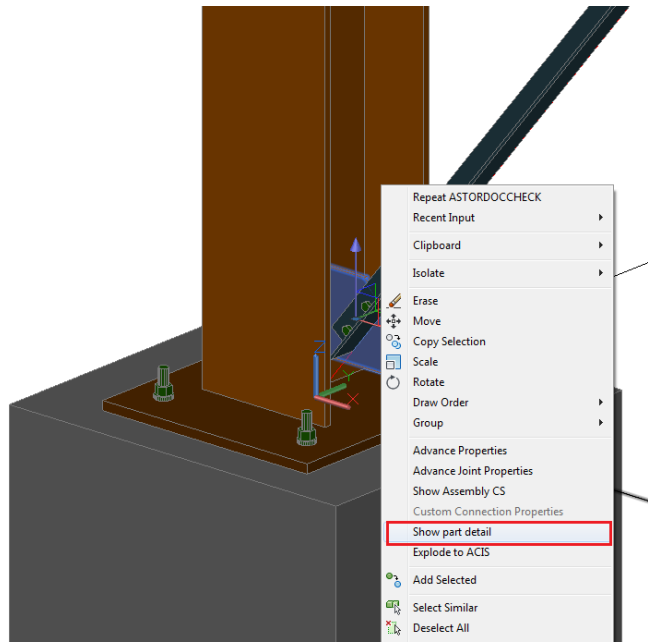 Repeat ASTORDOCCHECK
Recent Input
Clipboard
Isolate
Erase
Move
Copy Selection
Scale
Rotate
Draw Order
Group
Advance Properties
Advance Joint Properties
Show Assembly CS
Custom Connection Properties
Show part detail
Explode to ACIS
Add Selected
Select Similar
Deselect All
Z
Y
X